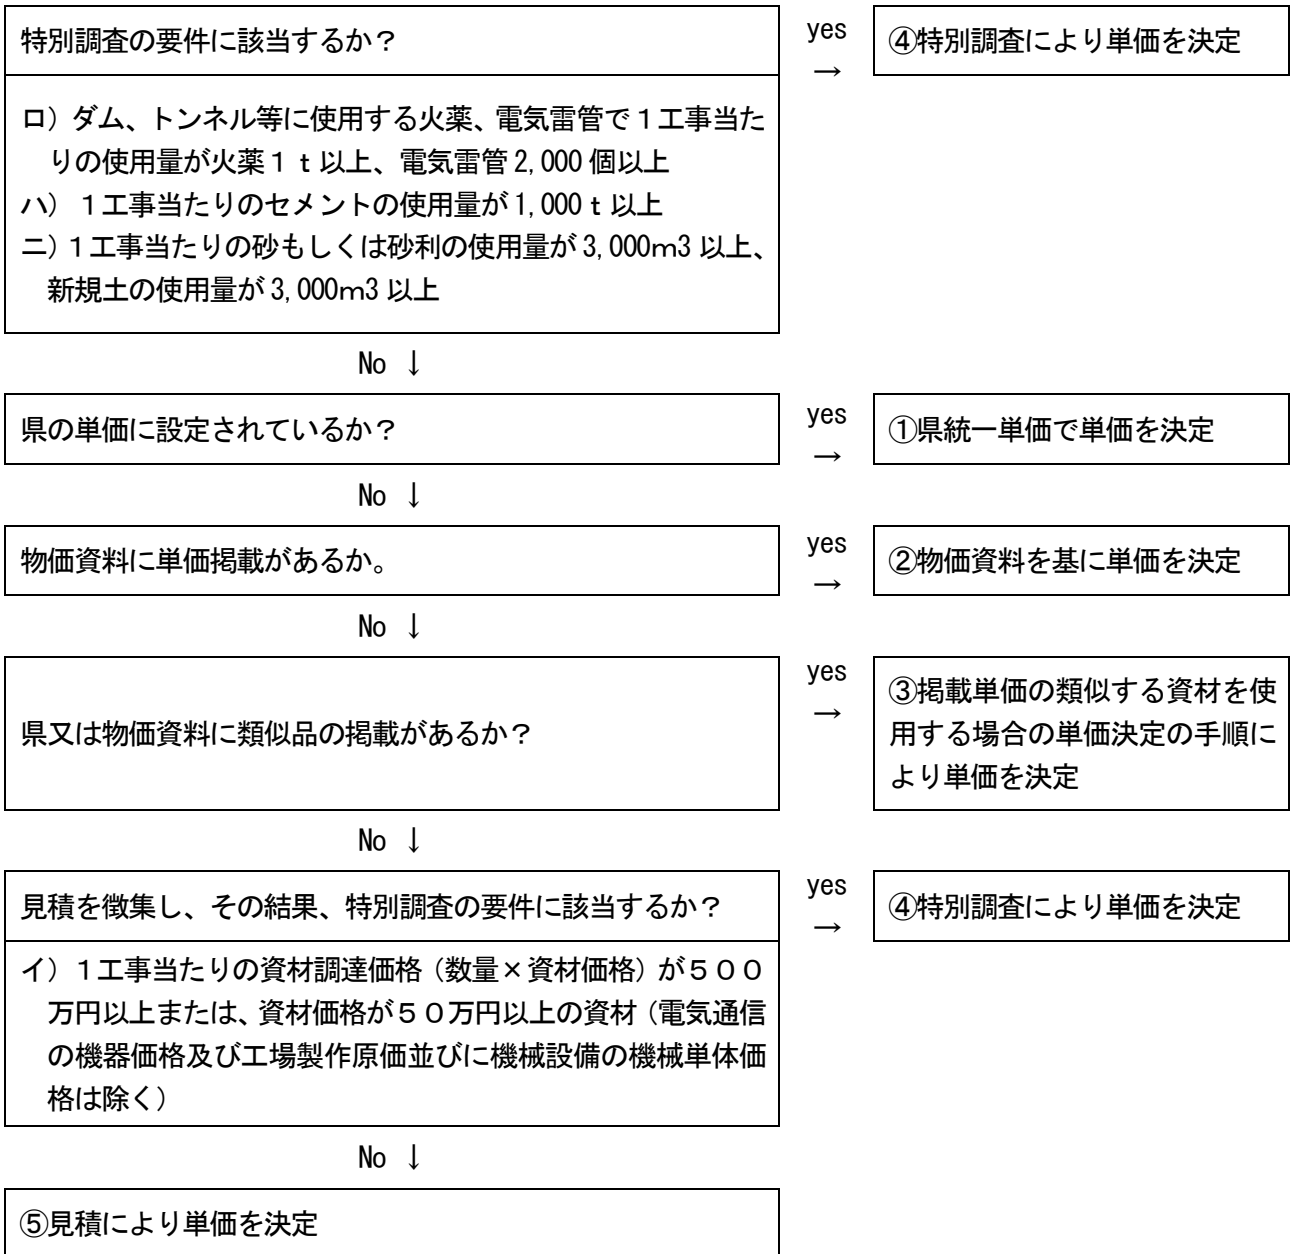 特別調査の要件に該当するか？
yes
→
④特別調査により単価を決定
ロ）ダム、トンネル等に使用する火薬、電気雷管で１工事当た
りの使用量が火薬１ｔ以上、電気雷管2,000個以上
ハ）１工事当たりのセメントの使用量が1,000ｔ以上
ニ）１工事当たりの砂もしくは砂利の使用量が3,000ｍ3以上、
新規土の使用量が3,000ｍ3以上
No ↓
県の単価に設定されているか？
yes
→
①県統一単価で単価を決定
No ↓
物価資料に単価掲載があるか。
yes
→
②物価資料を基に単価を決定
No ↓
県又は物価資料に類似品の掲載があるか？
yes
→
③掲載単価の類似する資材を使
用する場合の単価決定の手順に
より単価を決定
No ↓
見積を徴集し、その結果、特別調査の要件に該当するか？
yes
→
④特別調査により単価を決定
イ）１工事当たりの資材調達価格（数量×資材価格）が５００
万円以上または、資材価格が５０万円以上の資材（電気通信
の機器価格及び工場製作原価並びに機械設備の機械単体価
格は除く）
No ↓
⑤見積により単価を決定